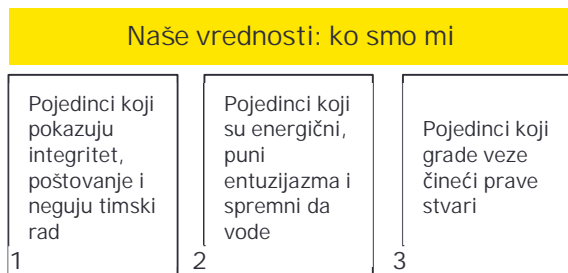 Naše vrednosti: ko smo mi
Pojedinci koji
pokazuju
integritet,
poštovanje i
neguju timski
rad
1
Pojedinci koji
su energični,
puni
entuzijazma i
spremni da
vode
2
Pojedinci koji
grade veze
čineći prave
stvari
3